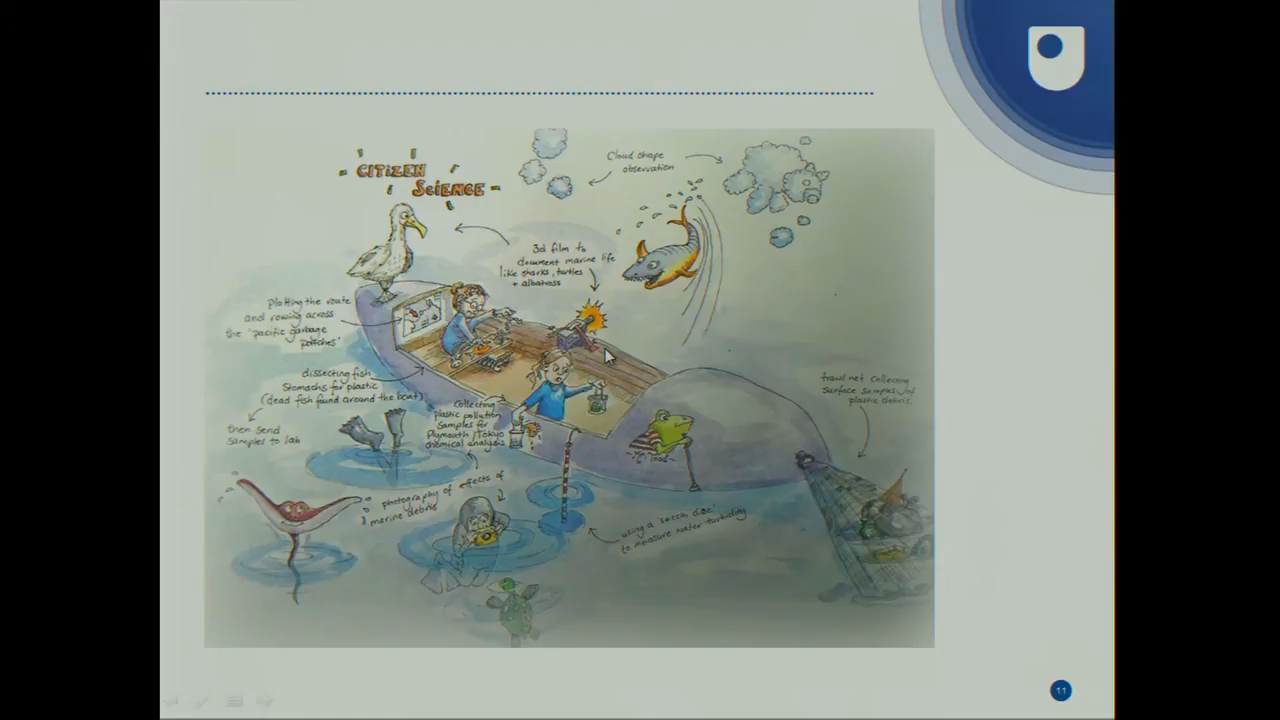 CITIZEN
SCIENCE
Cloud shape
observation
3d film to
document marine life
like sharks, turtles
+ albatross
plotting the route
and rowing across
the 'pacific garbage
patches'
dissecting fish
stomachs for plastic
(dead fish found around the boat)
then send
samples to lab
Collecting
plastic pollution
samples for
Plymouth / Tokyo
chemical analysis
photography of effects of
marine debris
using a 'secchi disc'
to measure water turbidity
trawl net collecting
surface samples of
plastic debris.
11